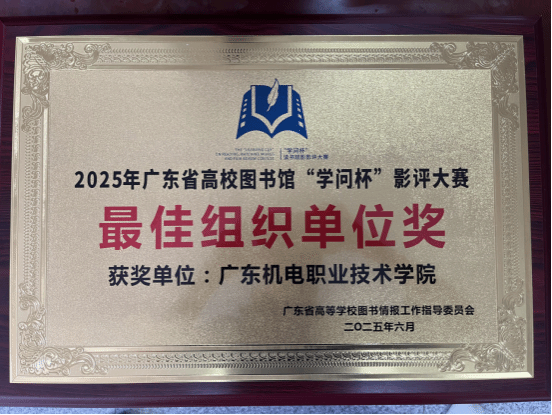 “学问杯”
2025年广东省高校图书馆“学问杯”影评大赛
最佳组织单位奖
获奖单位：广东机电职业技术学院
广东省高等学校图书情报工作指导委员会
二〇二五年六月